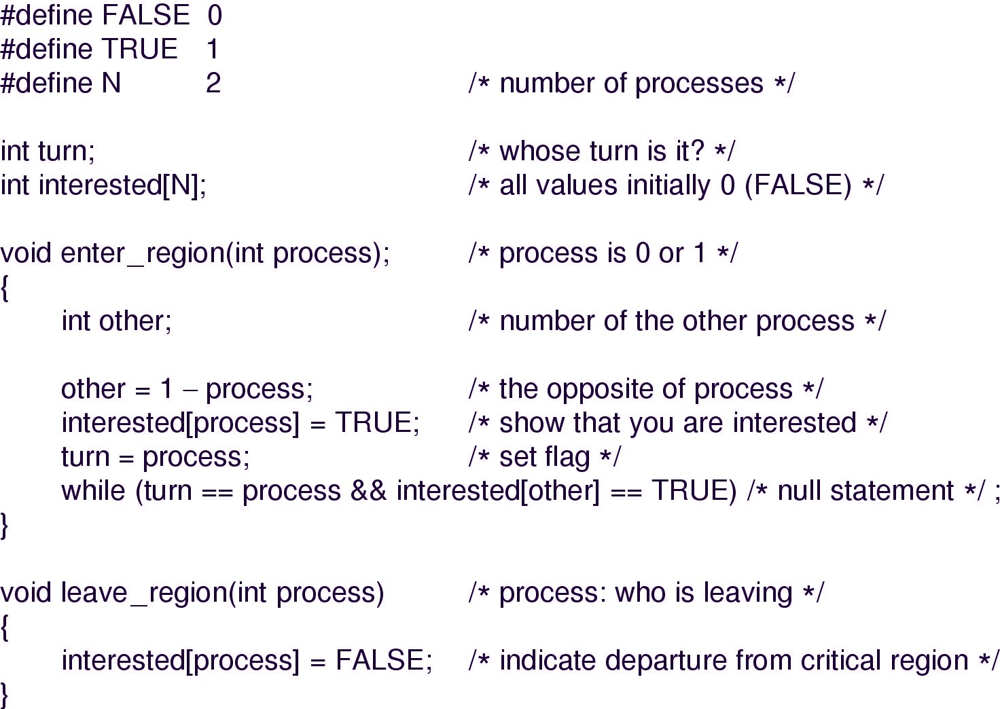 #define FALSE 0
#define TRUE 1
#define N 2 /* number of processes */
int turn; /* whose turn is it? */
int interested[N]; /* all values initially 0 (FALSE) */
void enter_region(int process); /* process is 0 or 1 */
{
int other; /* number of the other process */
other = 1 – process; /* the opposite of process */
interested[process] = TRUE; /* show that you are interested */
turn = process; /* set flag */
while (turn == process && interested[other] == TRUE) /* null statement */ ;
}
void leave_region(int process) /* process: who is leaving */
{
interested[process] = FALSE; /* indicate departure from critical region */
}